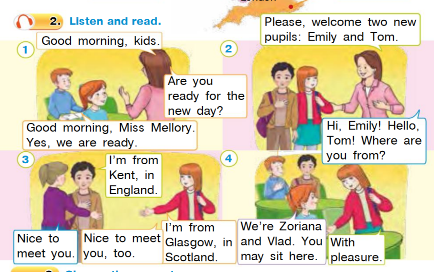 2. Listen and read.
1
Good morning, kids.
Are you
ready for the
new day?
Good morning, Miss Mellory.
Yes, we are ready.
2
Please, welcome two new
pupils: Emily and Tom.
Hi, Emily! Hello,
Tom! Where are
you from?
3
I'm from
Kent, in
England.
Nice to
meet you.
Nice to meet
you, too.
I'm from
Glasgow, in
Scotland.
4
We're Zoriana
and Vlad. You
may sit here.
With
pleasure.